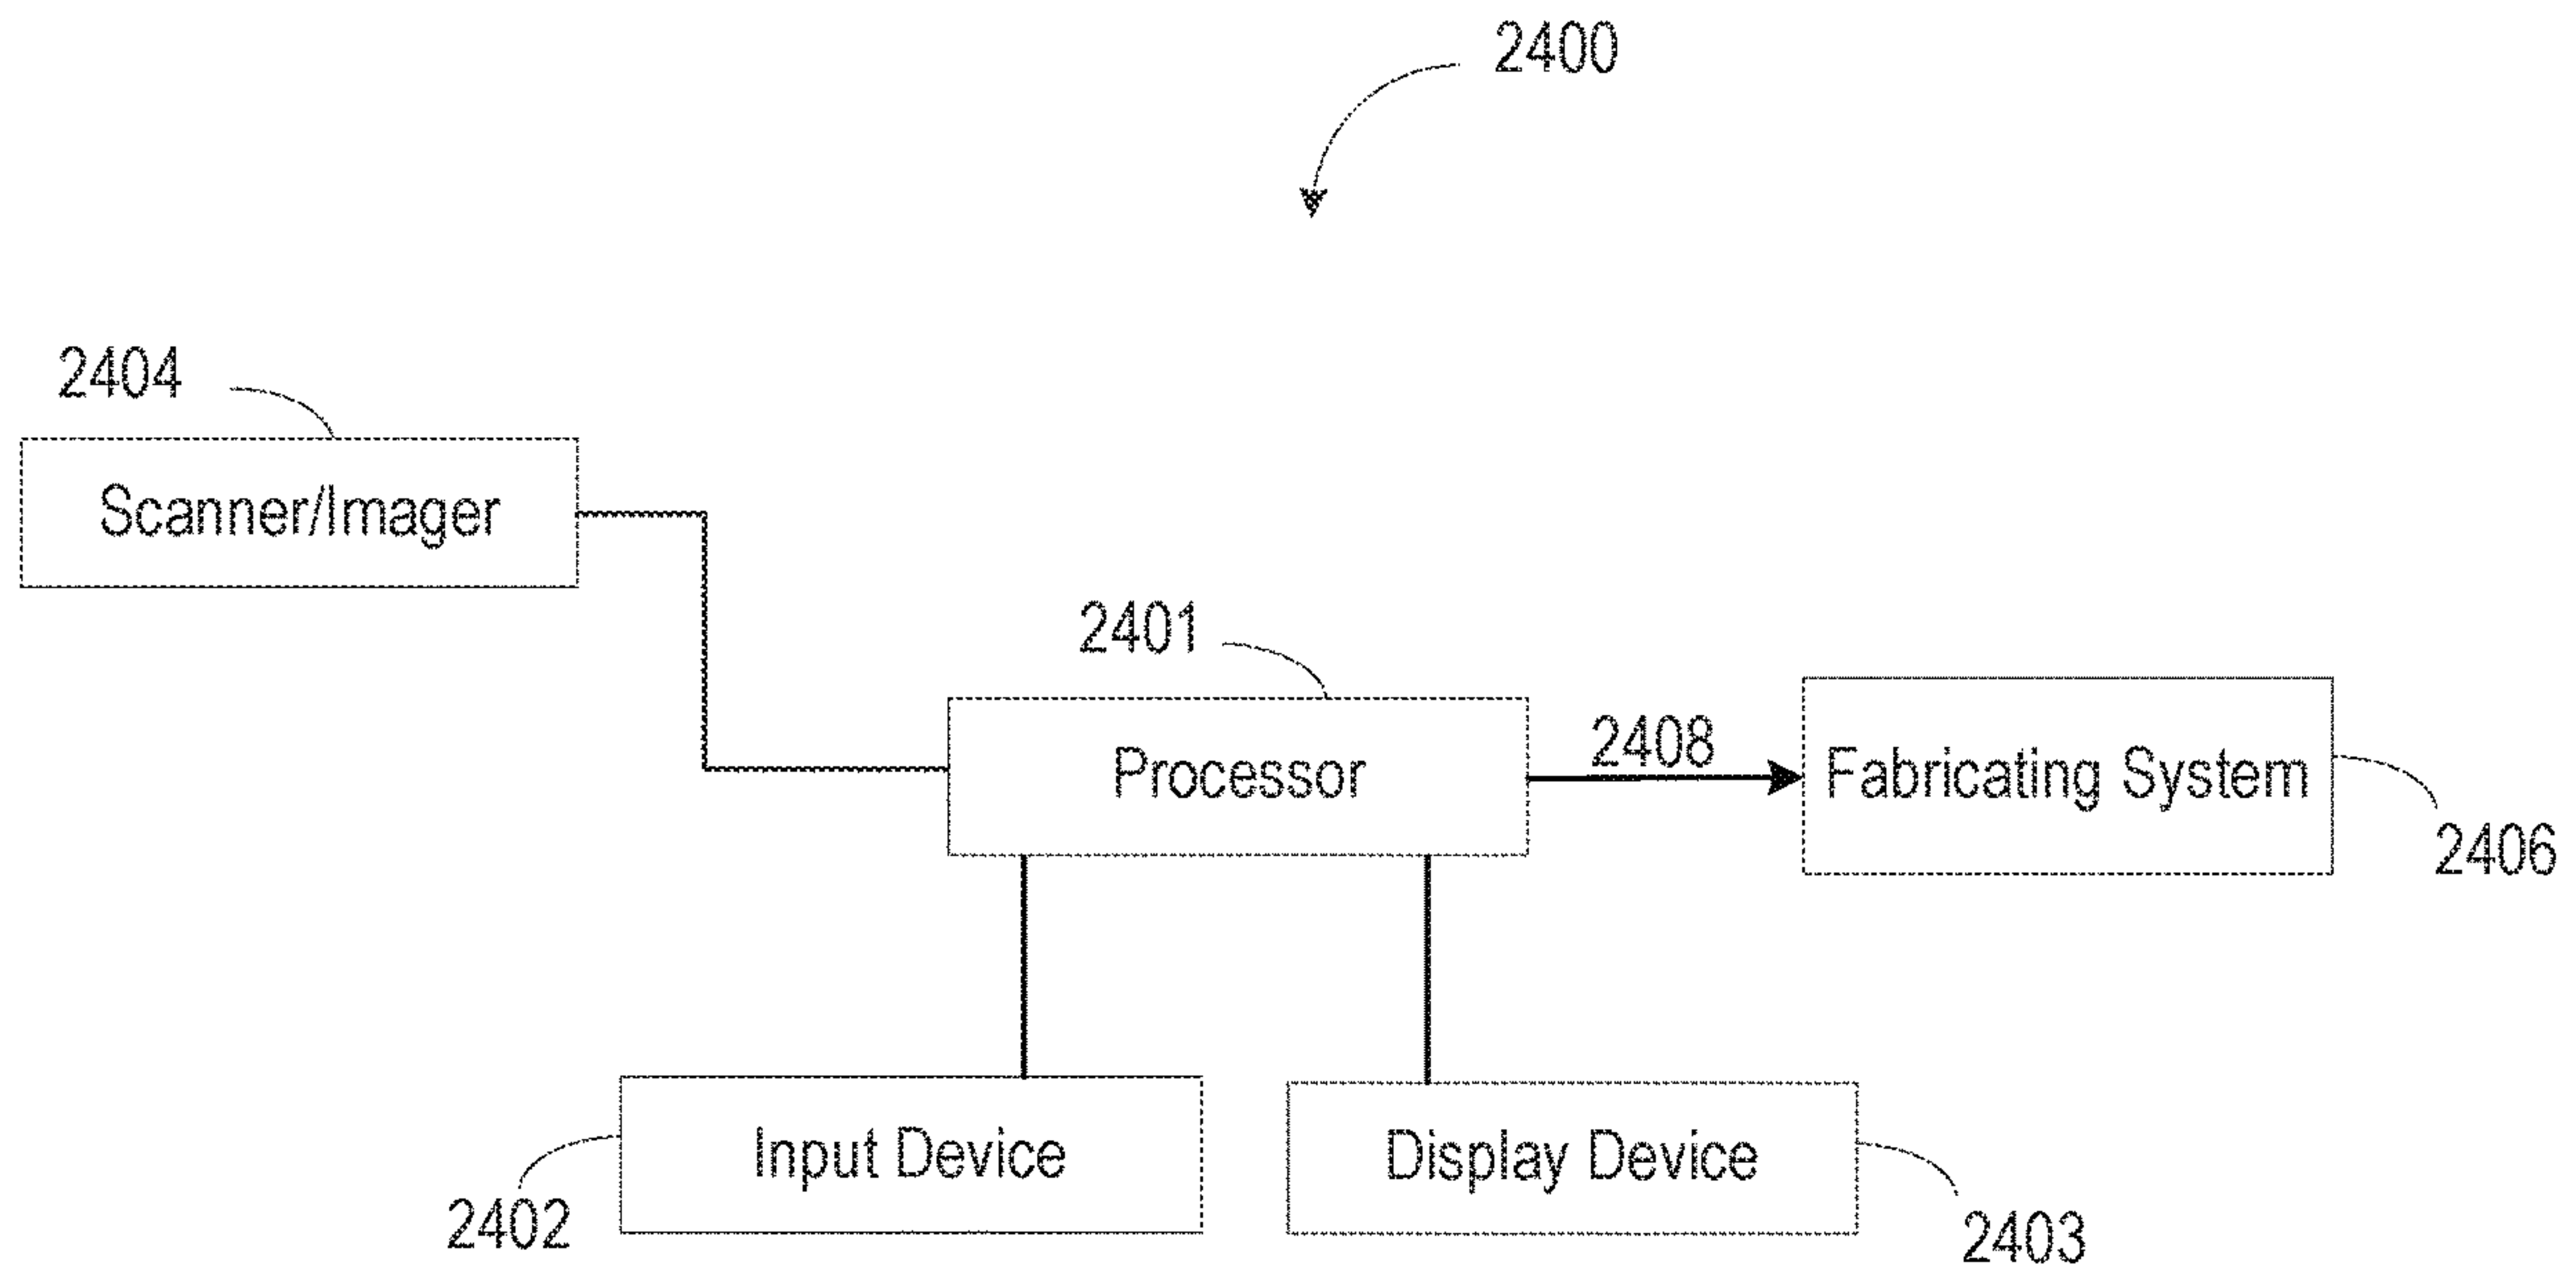 2400
2404
Scanner/Imager
2401
Processor
2408
Fabricating System
2406
Input Device
2402
Display Device
2403